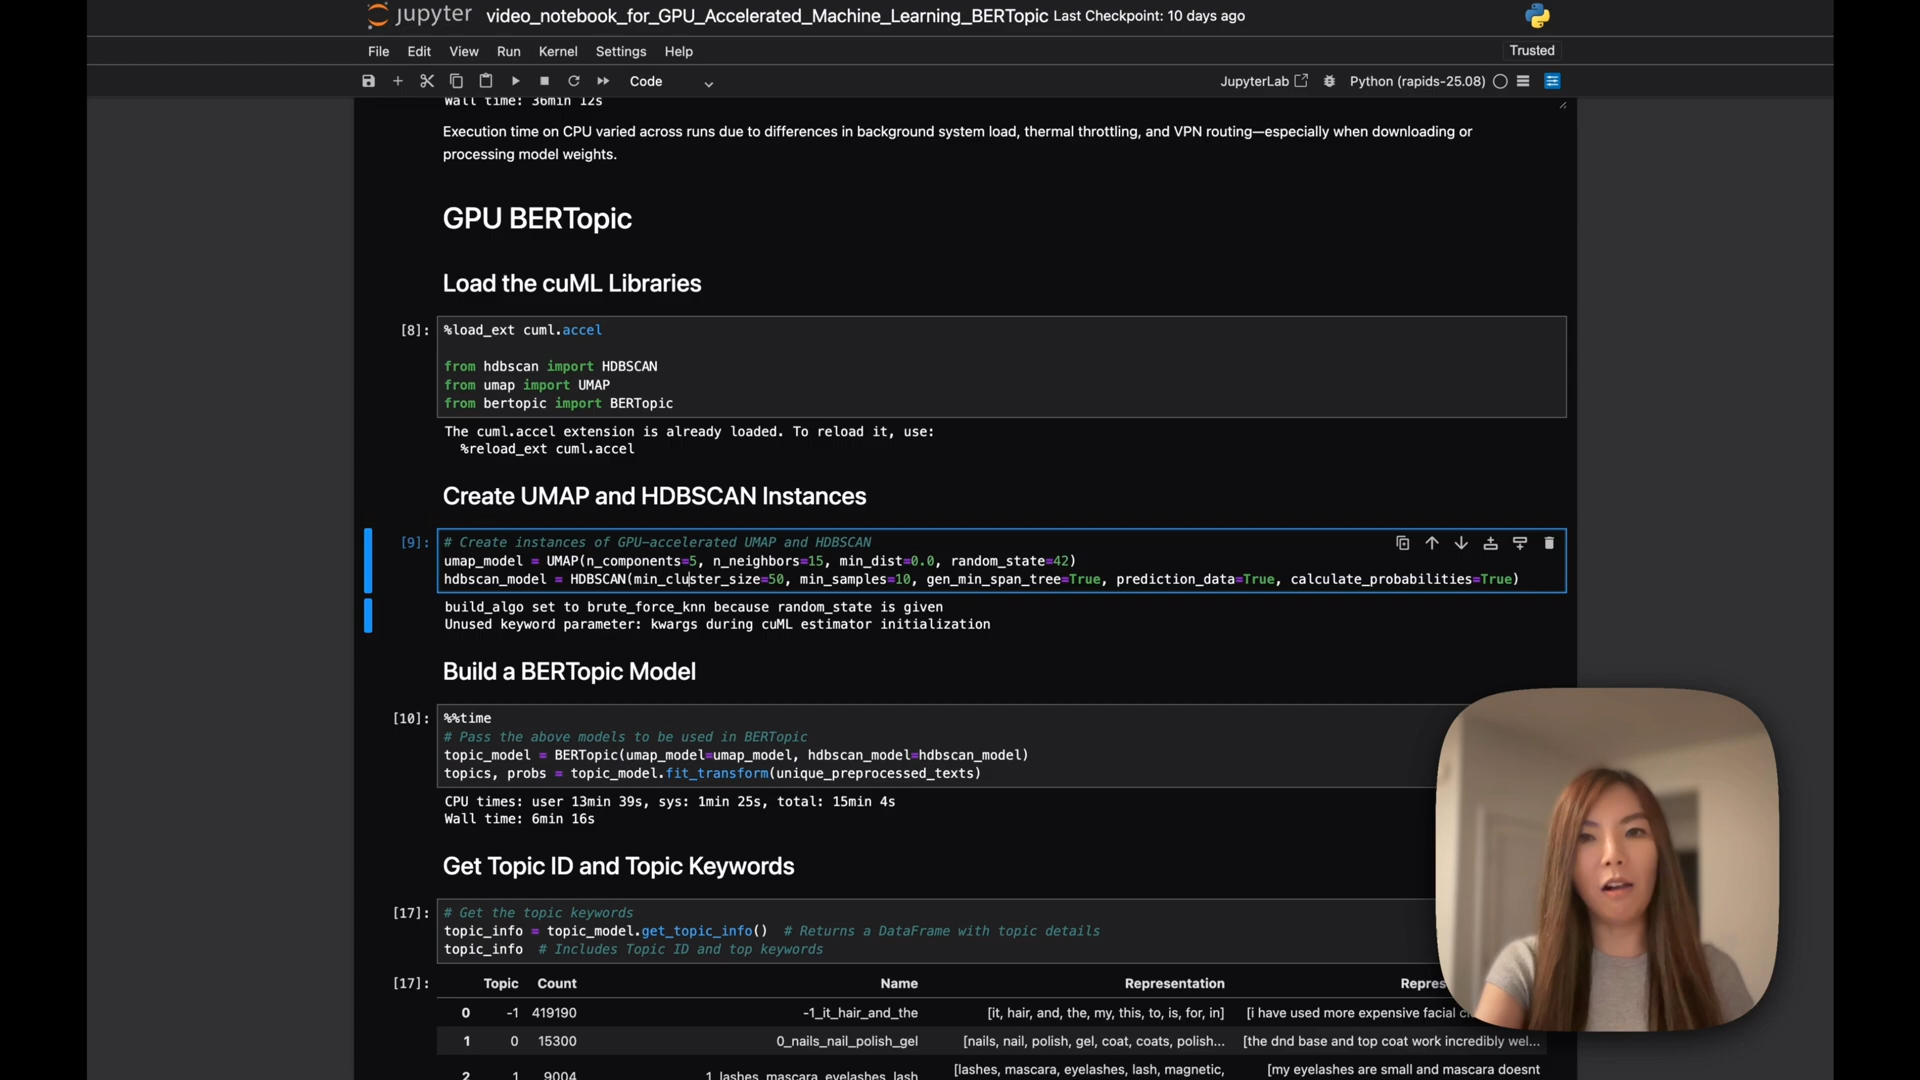 jupyter video_notebook_for_GPU_Accelerated_Machine_Learning_BERTopic Last Checkpoint: 10 days ago
File Edit View Run Kernel Settings Help Trusted
Code JupyterLab Python (rapids-25.08)
Wall time: 36min 12s
Execution time on CPU varied across runs due to differences in background system load, thermal throttling, and VPN routing—especially when downloading or
processing model weights.
GPU BERTopic
Load the cuML Libraries
[8]: %load_ext cuml.accel
from hdbscan import HDBSCAN
from umap import UMAP
from bertopic import BERTopic
The cuml.accel extension is already loaded. To reload it, use:
%reload_ext cuml.accel
Create UMAP and HDBSCAN Instances
[9]: # Create instances of GPU-accelerated UMAP and HDBSCAN
umap_model = UMAP(n_components=5, n_neighbors=15, min_dist=0.0, random_state=42)
hdbscan_model = HDBSCAN(min_cluster_size=50, min_samples=10, gen_min_span_tree=True, prediction_data=True, calculate_probabilities=True)
build_algo set to brute_force_knn because random_state is given
Unused keyword parameter: kwargs during cuML estimator initialization
Build a BERTopic Model
[10]: %%time
# Pass the above models to be used in BERTopic
topic_model = BERTopic(umap_model=umap_model, hdbscan_model=hdbscan_model)
topics, probs = topic_model.fit_transform(unique_preprocessed_texts)
CPU times: user 13min 39s, sys: 1min 25s, total: 15min 4s
Wall time: 6min 16s
Get Topic ID and Topic Keywords
[17]: # Get the topic keywords
topic_info = topic_model.get_topic_info() # Returns a DataFrame with topic details
topic_info # Includes Topic ID and top keywords
[17]: Topic Count Name Representation
0 -1 419190 -1_it_hair_and_the [it, hair, and, the, my, this, to, is, for, in] [i have used more expensive facial
1 0 15300 0_nails_nail_polish_gel [nails, nail, polish, gel, coat, coats, polish... [the dnd base and top coat work incredibly wel...
2 1 9004 1_lashes_mascara_eyelashes_lash [lashes, mascara, eyelashes, lash, magnetic, [my eyelashes are small and mascara doesnt